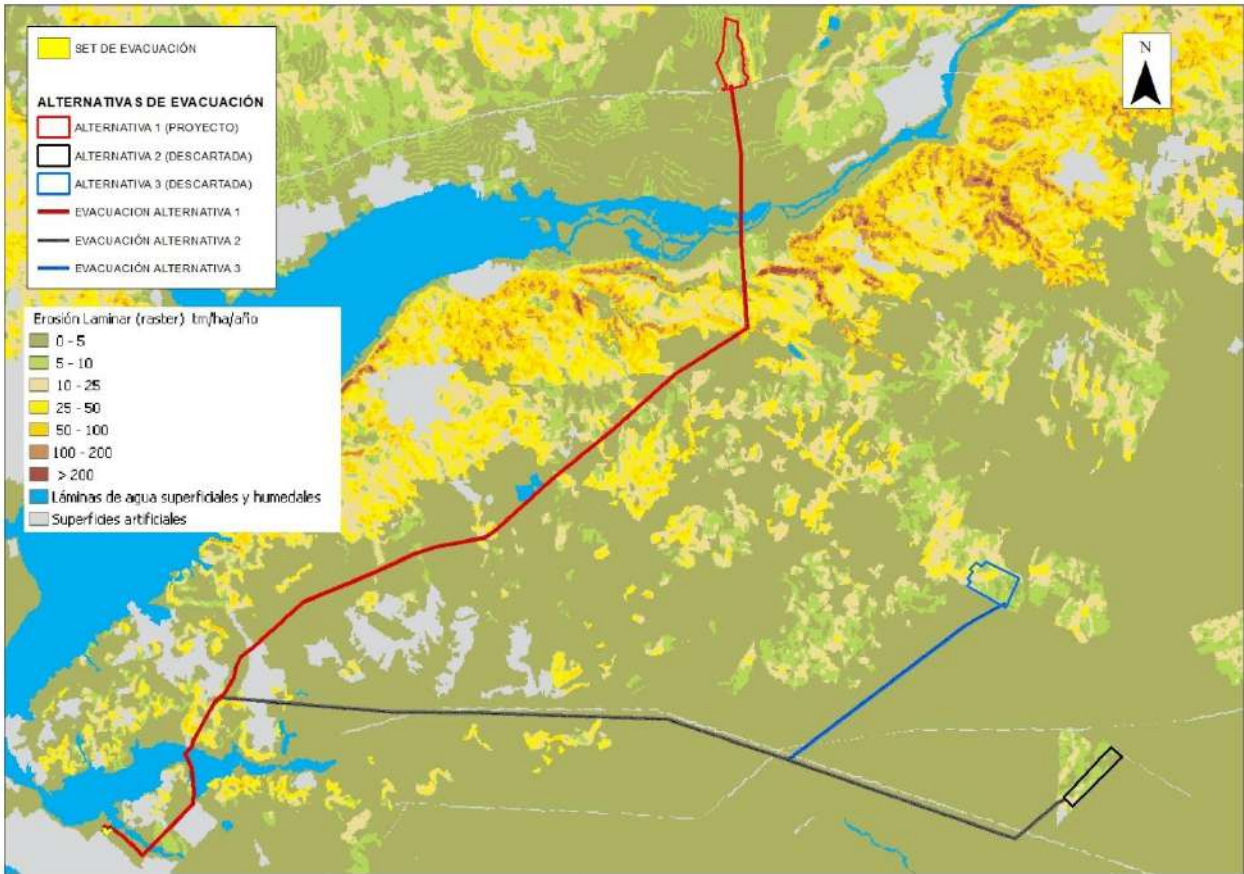 SET DE EVACUACIÓN
ALTERNATIVAS DE EVACUACIÓN
ALTERNATIVA 1 (PROYECTO)
ALTERNATIVA 2 (DESCARTADA)
ALTERNATIVA 3 (DESCARTADA)
EVACUACION ALTERNATIVA 1
EVACUACIÓN ALTERNATIVA 2
EVACUACIÓN ALTERNATIVA 3
N
Erosión Laminar (raster) tm/ha/año
0 - 5
5 - 10
10 - 25
25 - 50
50 - 100
100 - 200
> 200
Láminas de agua superficiales y humedales
Superficies artificiales